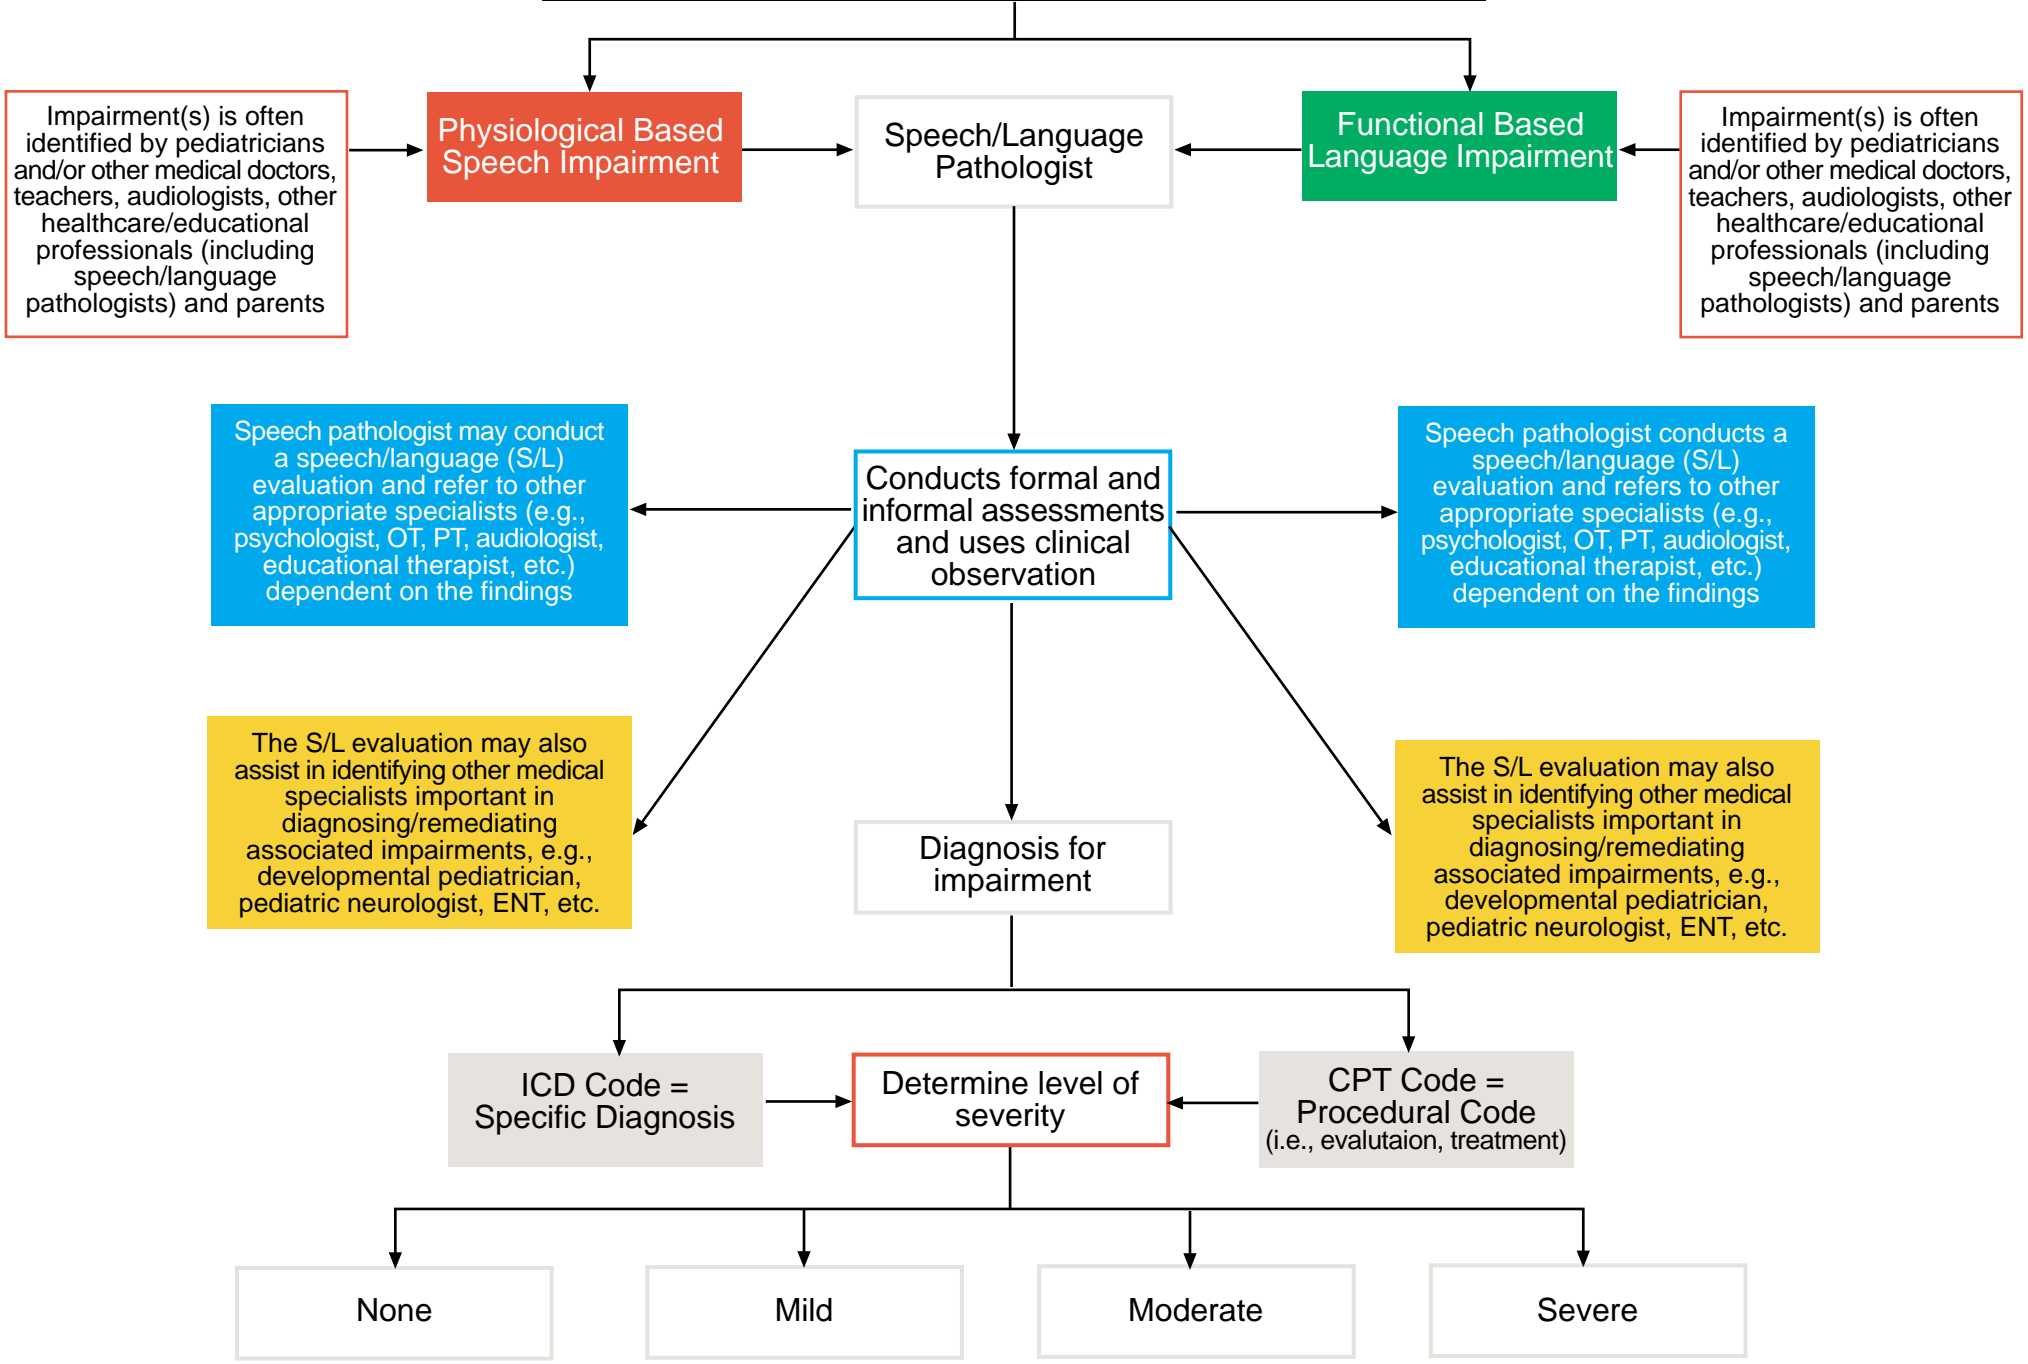 Impairment(s) is often
identified by pediatricians
and/or other medical doctors,
teachers, audiologists, other
healthcare/educational
professionals (including
speech/language
pathologists) and parents
Physiological Based
Speech Impairment
Speech/Language
Pathologist
Functional Based
Language Impairment
Impairment(s) is often
identified by pediatricians
and/or other medical doctors,
teachers, audiologists, other
healthcare/educational
professionals (including
speech/language
pathologists) and parents
Speech pathologist may conduct
a speech/language (S/L)
evaluation and refer to other
appropriate specialists (e.g.,
psychologist, OT, PT, audiologist,
educational therapist, etc.)
dependent on the findings
Conducts formal and
informal assessments
and uses clinical
observation
Speech pathologist conducts a
speech/language (S/L)
evaluation and refers to other
appropriate specialists (e.g.,
psychologist, OT, PT, audiologist,
educational therapist, etc.)
dependent on the findings
The S/L evaluation may also
assist in identifying other medical
specialists important in
diagnosing/remediating
associated impairments, e.g.,
developmental pediatrician,
pediatric neurologist, ENT, etc.
Diagnosis for
impairment
The S/L evaluation may also
assist in identifying other medical
specialists important in
diagnosing/remediating
associated impairments, e.g.,
developmental pediatrician,
pediatric neurologist, ENT, etc.
ICD Code =
Specific Diagnosis
Determine level of
severity
CPT Code =
Procedural Code
(i.e., evalutaion, treatment)
None
Mild
Moderate
Severe